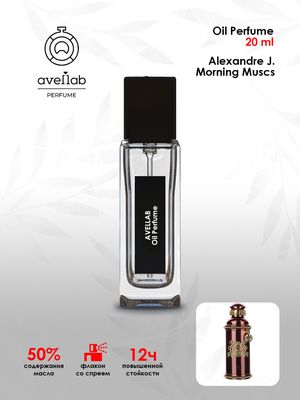 avellab
PERFUME
Oil Perfume
20 ml
Alexandre J.
Morning Muscs
AVELLAB
Oil Perfume
50%
содержания
масла
флакон
со спреем
12ч
повышенной
стойкости